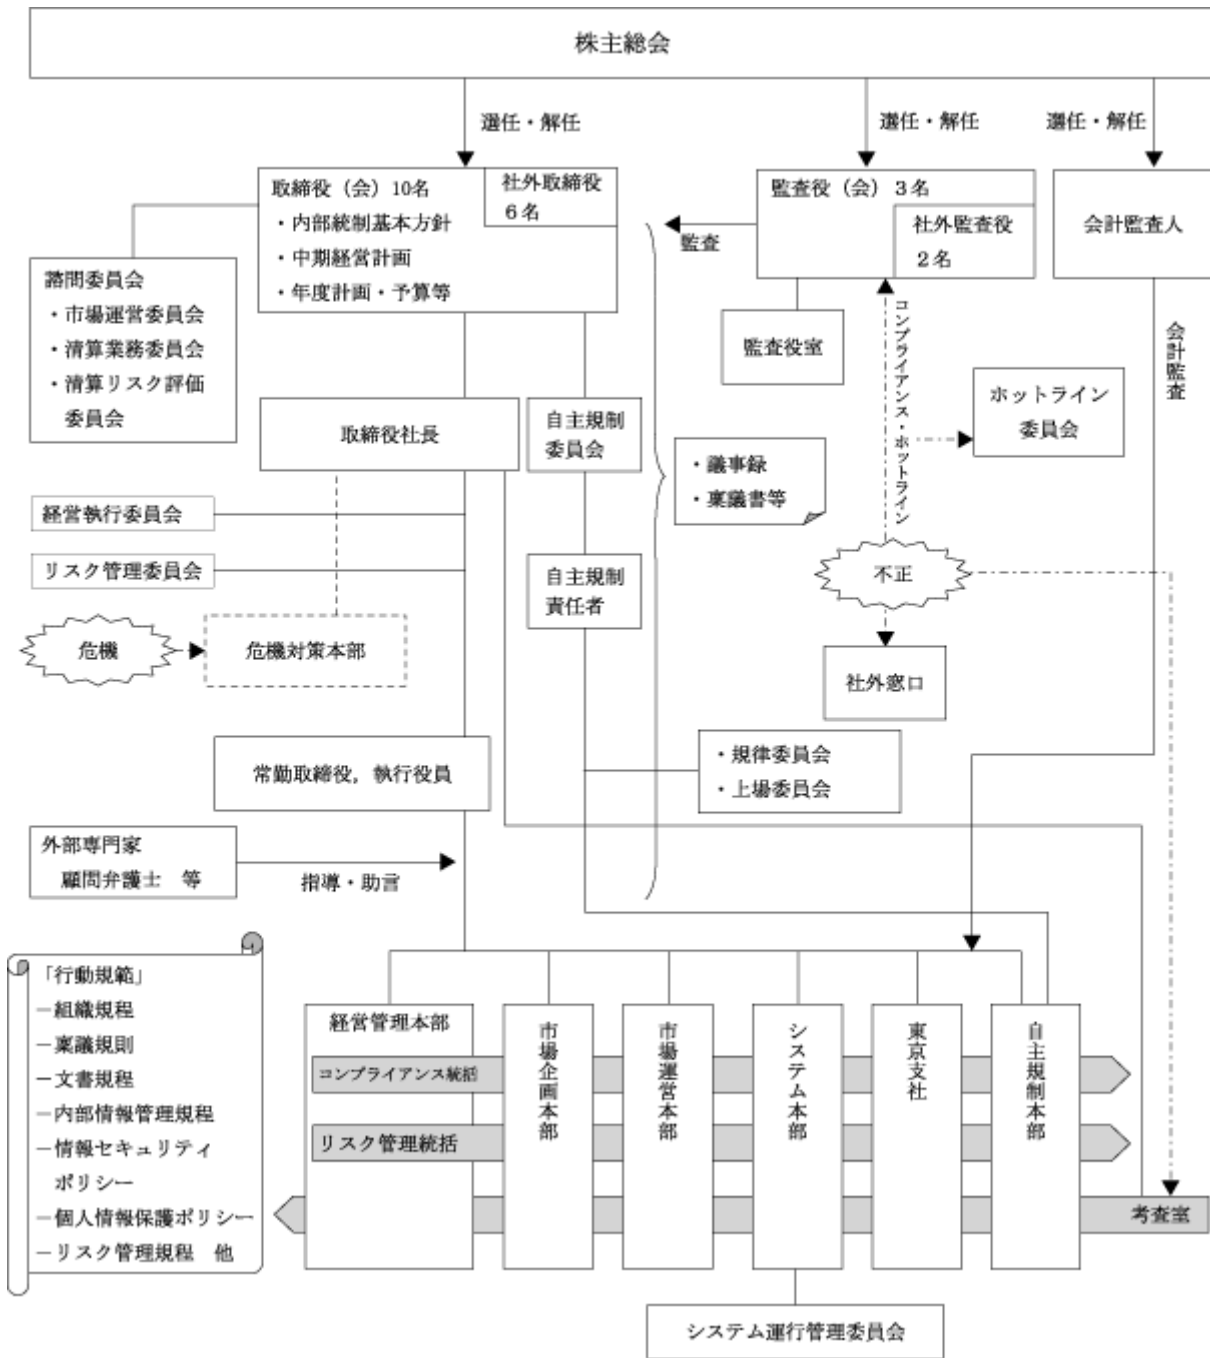 株主総会
選任・解任
選任・解任
選任・解任
取締役（会）10名
・内部統制基本方針
・中期経営計画
・年度計画・予算等
社外取締役
6名
監査
監査役（会）3名
社外監査役
2名
会計監査人
諮問委員会
・市場運営委員会
・清算業務委員会
・清算リスク評価
委員会
監査役室
コンプライアンス・ホットライン
会計監査
ホットライン
委員会
取締役社長
自主規制
委員会
・議事録
・稟議書等
経営執行委員会
リスク管理委員会
自主規制
責任者
不正
危機
危機対策本部
社外窓口
常勤取締役，執行役員
・規律委員会
・上場委員会
外部専門家
顧問弁護士　等
指導・助言
「行動規範」
－組織規程
－稟議規則
－文書規程
－内部情報管理規程
－情報セキュリティ
ポリシー
－個人情報保護ポリシー
－リスク管理規程　他
経営管理本部
市場企画本部
市場運営本部
システム本部
東京支社
自主規制本部
コンプライアンス統括
リスク管理統括
考査室
システム運行管理委員会